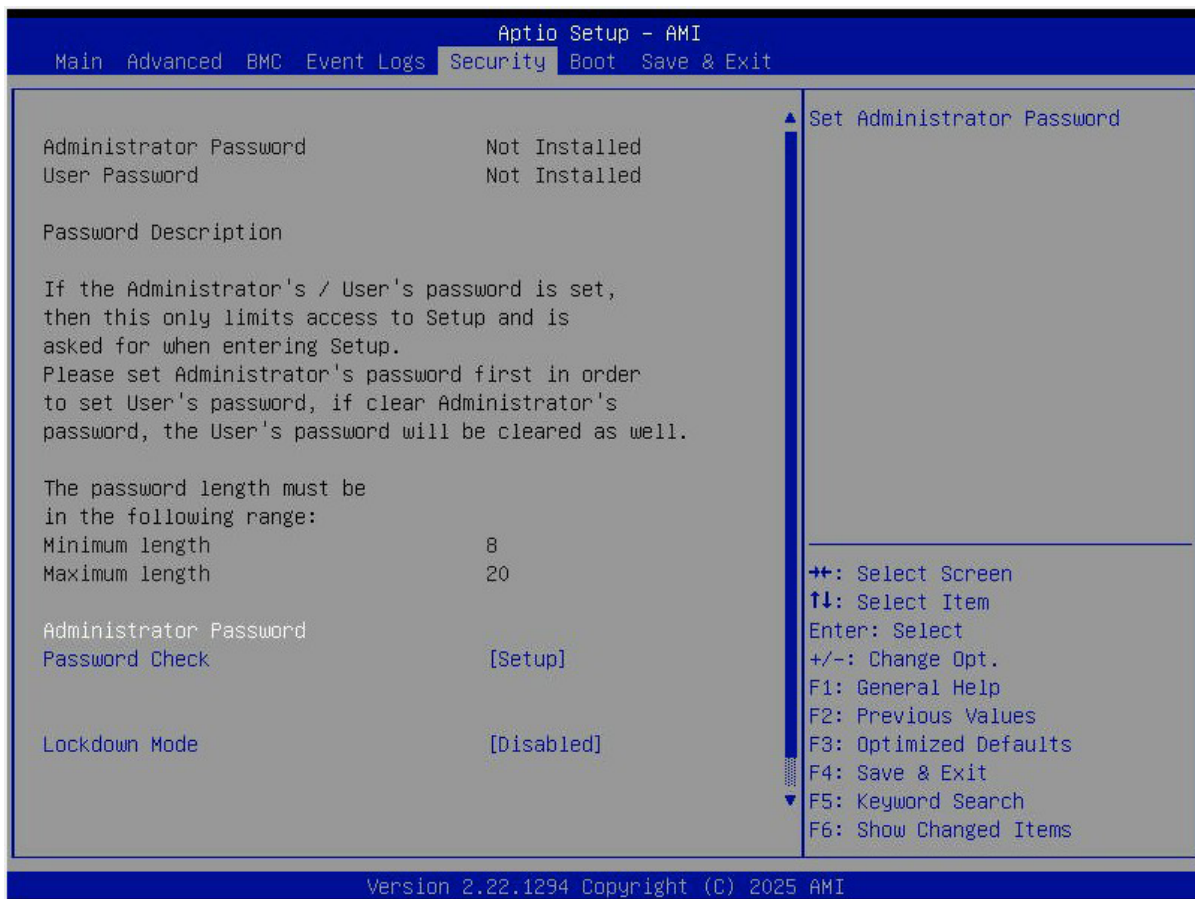 Aptio Setup – AMI
Main Advanced BMC Event Logs Security Boot Save & Exit
Administrator Password Not Installed
User Password Not Installed
Password Description
If the Administrator's / User's password is set,
then this only limits access to Setup and is
asked for when entering Setup.
Please set Administrator's password first in order
to set User's password, if clear Administrator's
password, the User's password will be cleared as well.
The password length must be
in the following range:
Minimum length 8
Maximum length 20
Administrator Password
Password Check [Setup]
Lockdown Mode [Disabled]
Set Administrator Password
→←: Select Screen
↑↓: Select Item
Enter: Select
+/-: Change Opt.
F1: General Help
F2: Previous Values
F3: Optimized Defaults
F4: Save & Exit
F5: Keyword Search
F6: Show Changed Items
Version 2.22.1294 Copyright (C) 2025 AMI